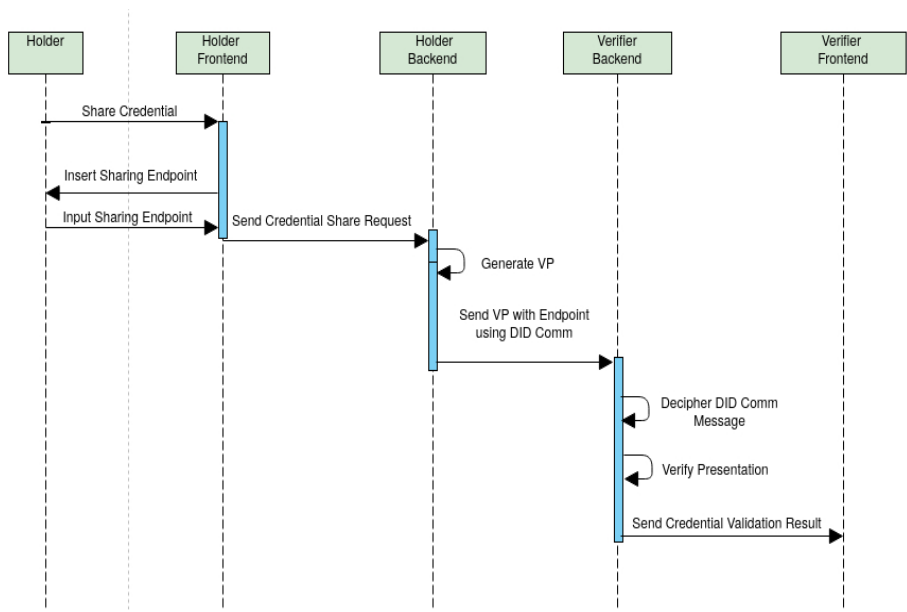 Holder
Holder
Frontend
Holder
Backend
Verifier
Backend
Verifier
Frontend
Share Credential
Insert Sharing Endpoint
Input Sharing Endpoint
Send Credential Share Request
Generate VP
Send VP with Endpoint
using DID Comm
Decipher DID Comm
Message
Verify Presentation
Send Credential Validation Result